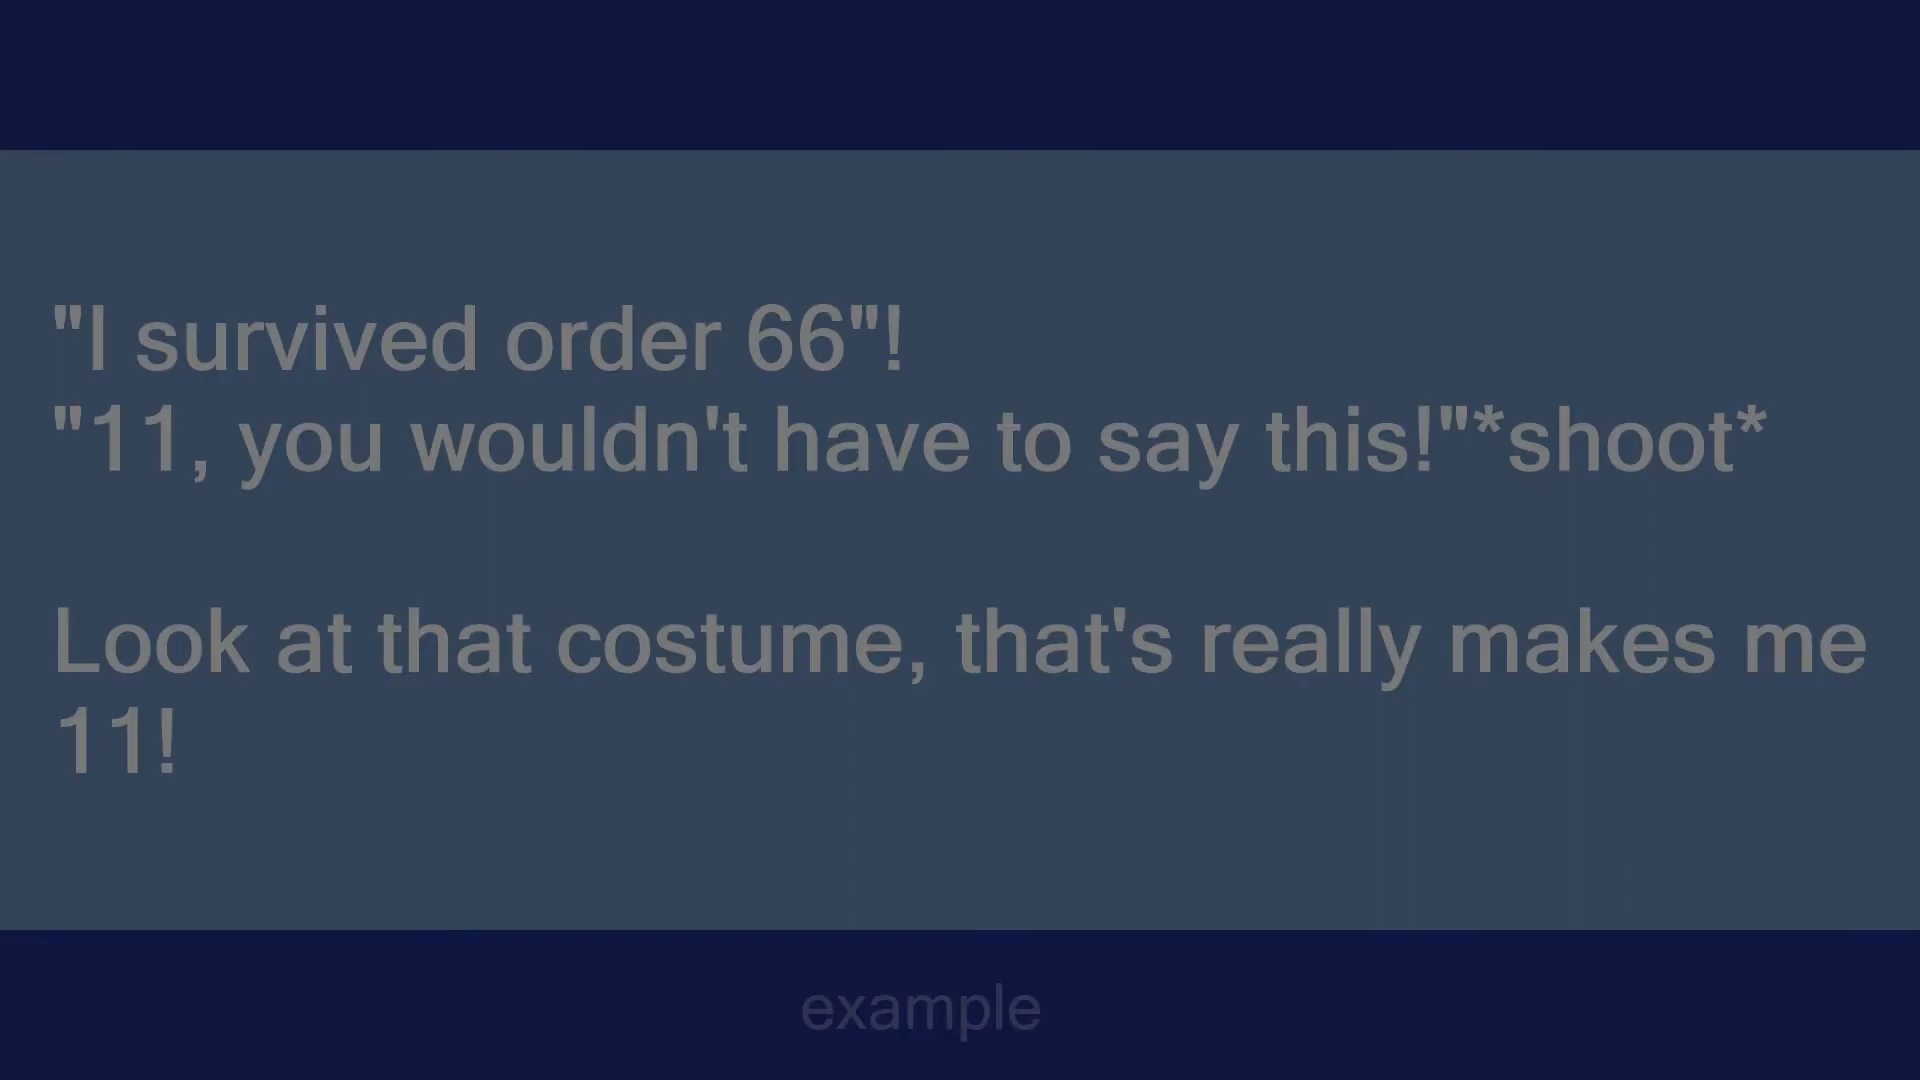 "I survived order 66"!
"11, you wouldn't have to say this!"*shoot*
Look at that costume, that's really makes me
11!
example